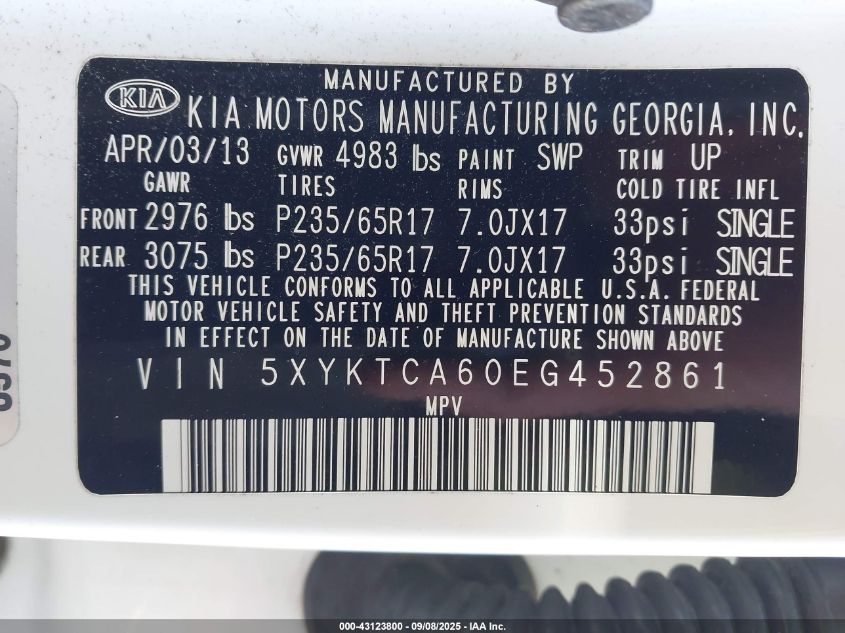 MANUFACTURED BY
KIA KIA MOTORS MANUFACTURING GEORGIA, INC.
APR/03/13 GVWR 4983 lbs PAINT SWP TRIM UP
GAWR TIRES RIMS COLD TIRE INFL
FRONT 2976 lbs P235/65R17 7.0JX17 33psi SINGLE
REAR 3075 lbs P235/65R17 7.0JX17 33psi SINGLE
THIS VEHICLE CONFORMS TO ALL APPLICABLE U.S.A. FEDERAL
MOTOR VEHICLE SAFETY AND THEFT PREVENTION STANDARDS
IN EFFECT ON THE DATE OF MANUFACTURE SHOWN ABOVE
VIN 5XYKTCA60EG452861
MPV
000-43123800 - 09/08/2025 - IAA Inc.